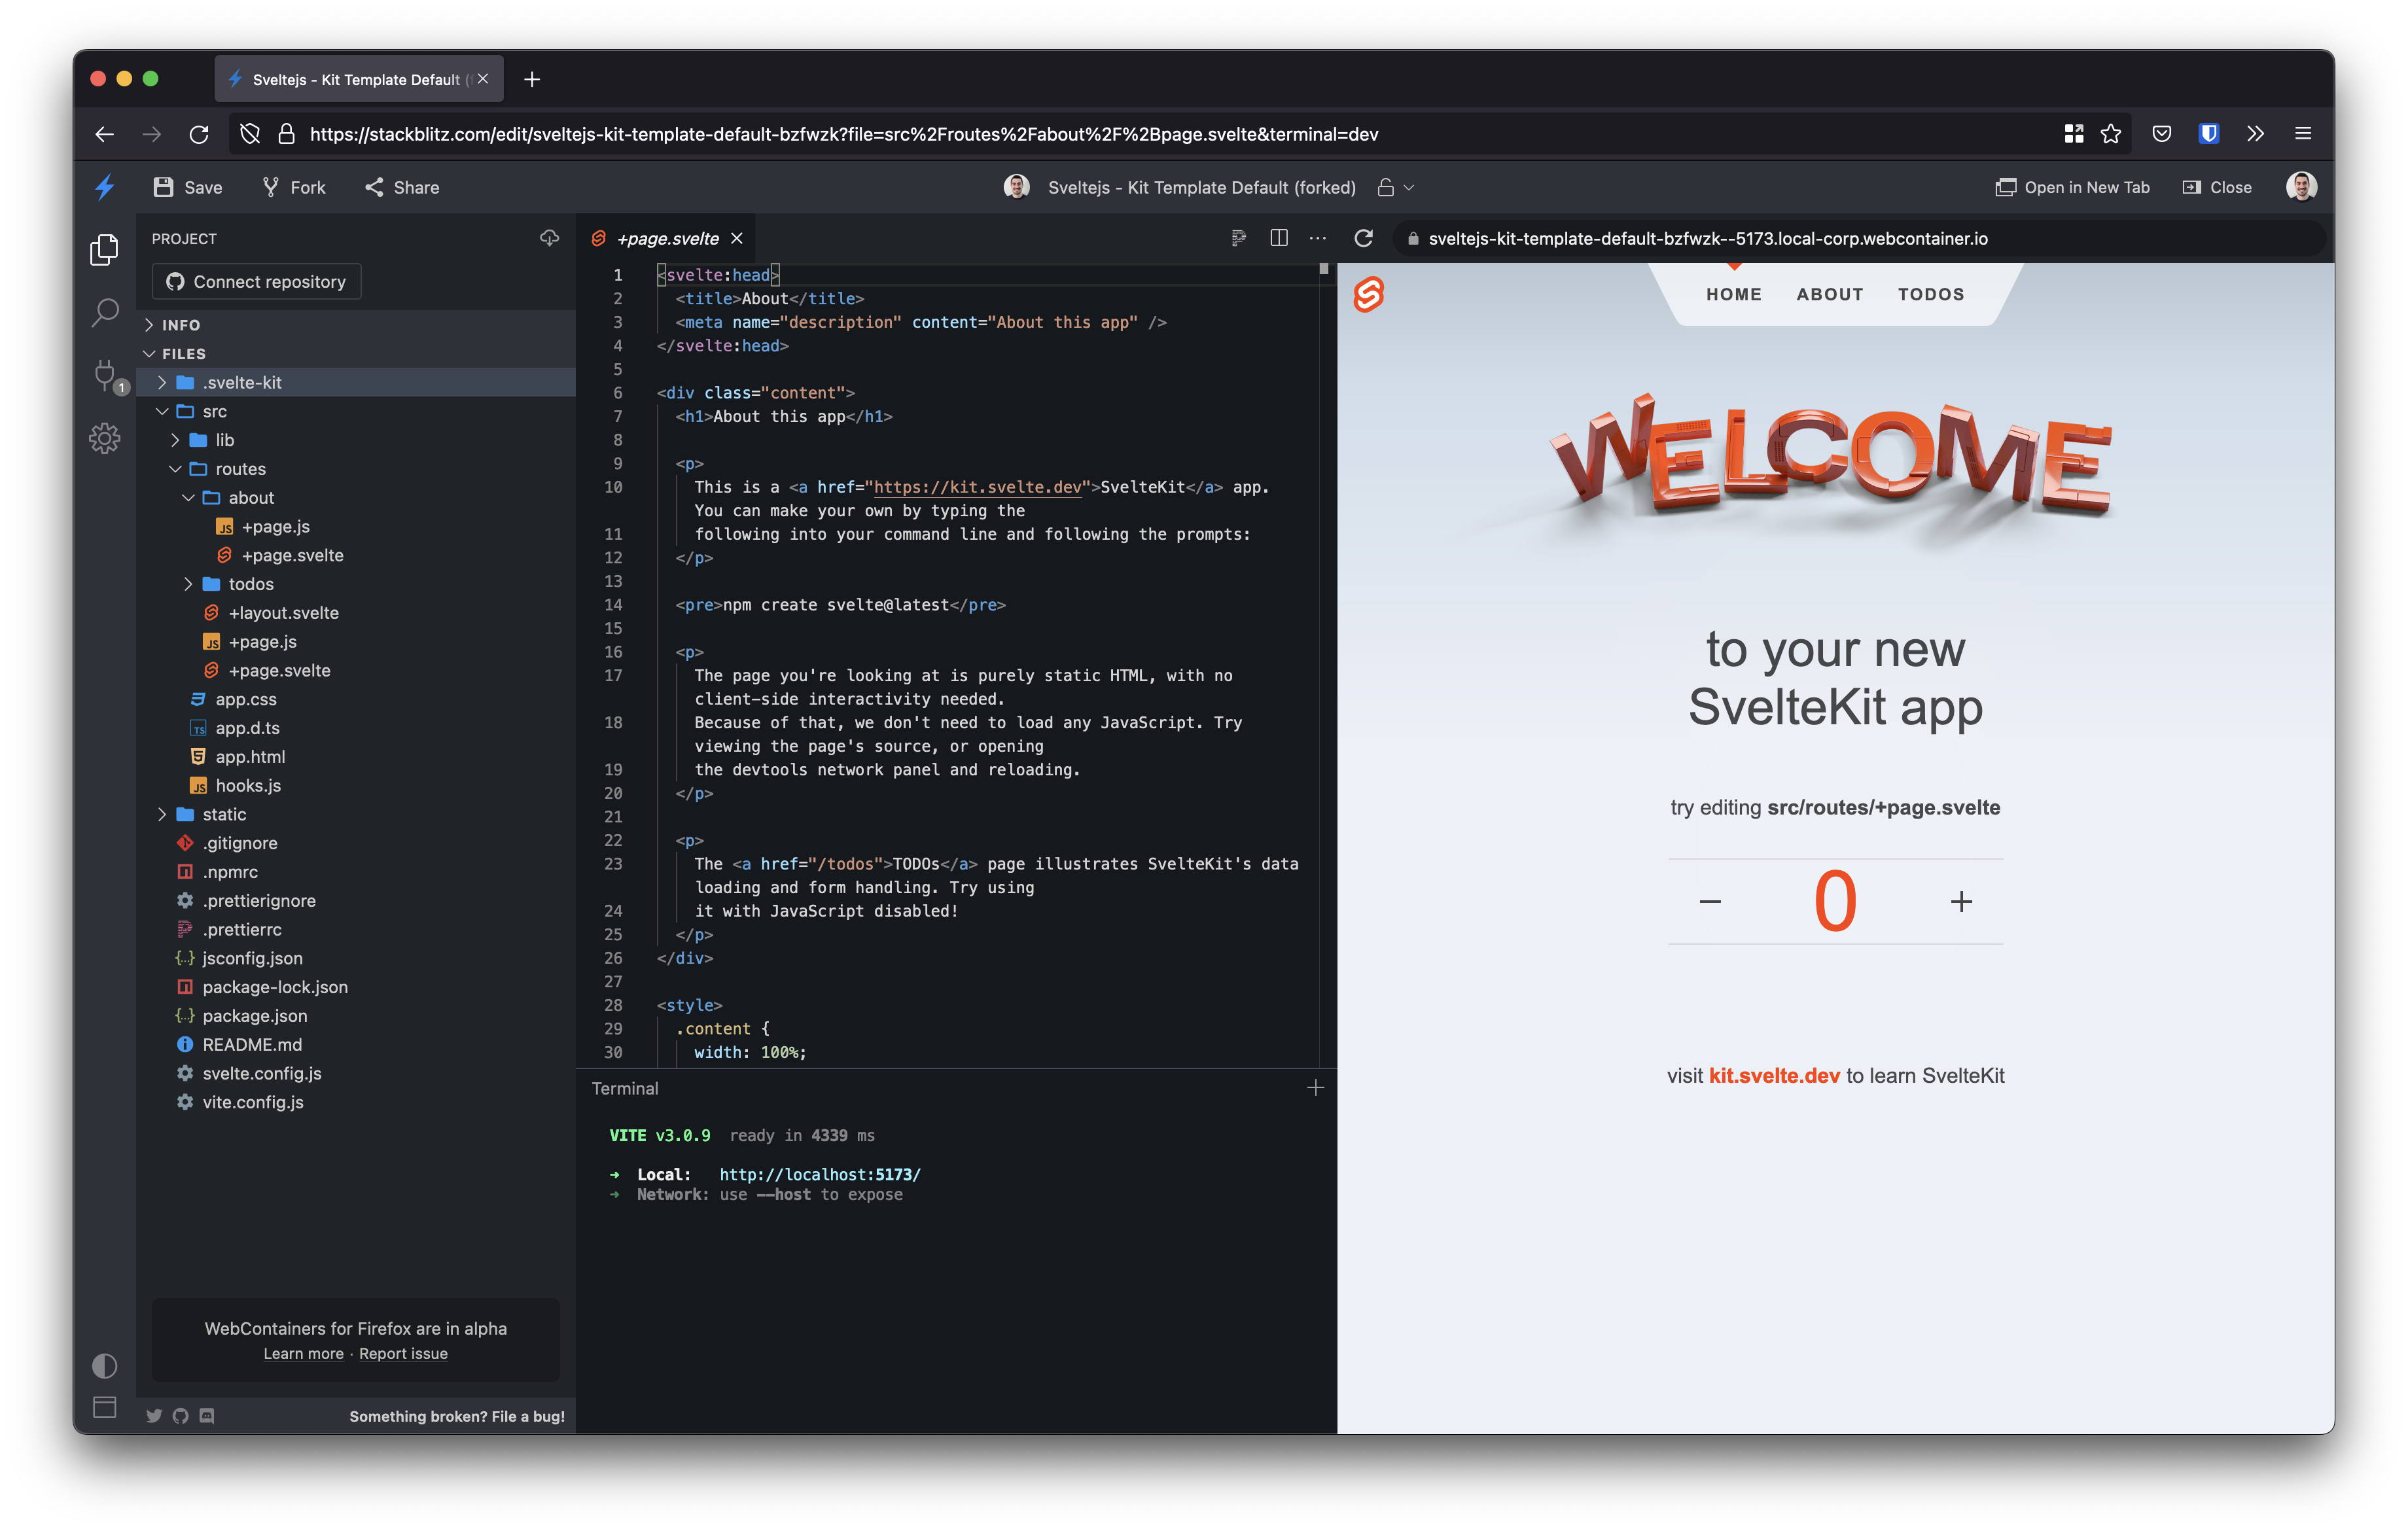 Sveltejs - Kit Template Default (
https://stackblitz.com/edit/sveltejs-kit-template-default-bzfwzk?file=src%2Froutes%2Fabout%2F%2Bpage.svelte&terminal=dev
Save
Fork
Share
Sveltejs - Kit Template Default (forked)
Open in New Tab
Close
PROJECT
Connect repository
INFO
FILES
.svelte-kit
src
lib
routes
about
+page.js
+page.svelte
todos
+layout.svelte
+page.js
+page.svelte
app.css
app.d.ts
app.html
hooks.js
static
.gitignore
.npmrc
.prettierignore
.prettierrc
jsconfig.json
package-lock.json
package.json
README.md
svelte.config.js
vite.config.js
1
WebContainers for Firefox are in alpha
Learn more · Report issue
Something broken? File a bug!
+page.svelte
1 <svelte:head>
2 <title>About</title>
3 <meta name="description" content="About this app" />
4 </svelte:head>
5
6 <div class="content">
7 <h1>About this app</h1>
8
9 <p>
10 This is a <a href="https://kit.svelte.dev">SvelteKit</a> app.
You can make your own by typing the
11 following into your command line and following the prompts:
12 </p>
13
14 <pre>npm create svelte@latest</pre>
15
16 <p>
17 The page you're looking at is purely static HTML, with no
client-side interactivity needed.
18 Because of that, we don't need to load any JavaScript. Try
viewing the page's source, or opening
19 the devtools network panel and reloading.
20 </p>
21
22 <p>
23 The <a href="/todos">TODOs</a> page illustrates SvelteKit's data
loading and form handling. Try using
24 it with JavaScript disabled!
25 </p>
26 </div>
27
28 <style>
29 .content {
30 width: 100%;
Terminal
VITE v3.0.9 ready in 4339 ms
➜ Local: http://localhost:5173/
➜ Network: use --host to expose
sveltejs-kit-template-default-bzfwzk--5173.local-corp.webcontainer.io
HOME ABOUT TODOS
WELCOME
to your new
SvelteKit app
try editing src/routes/+page.svelte
− 0 +
visit kit.svelte.dev to learn SvelteKit